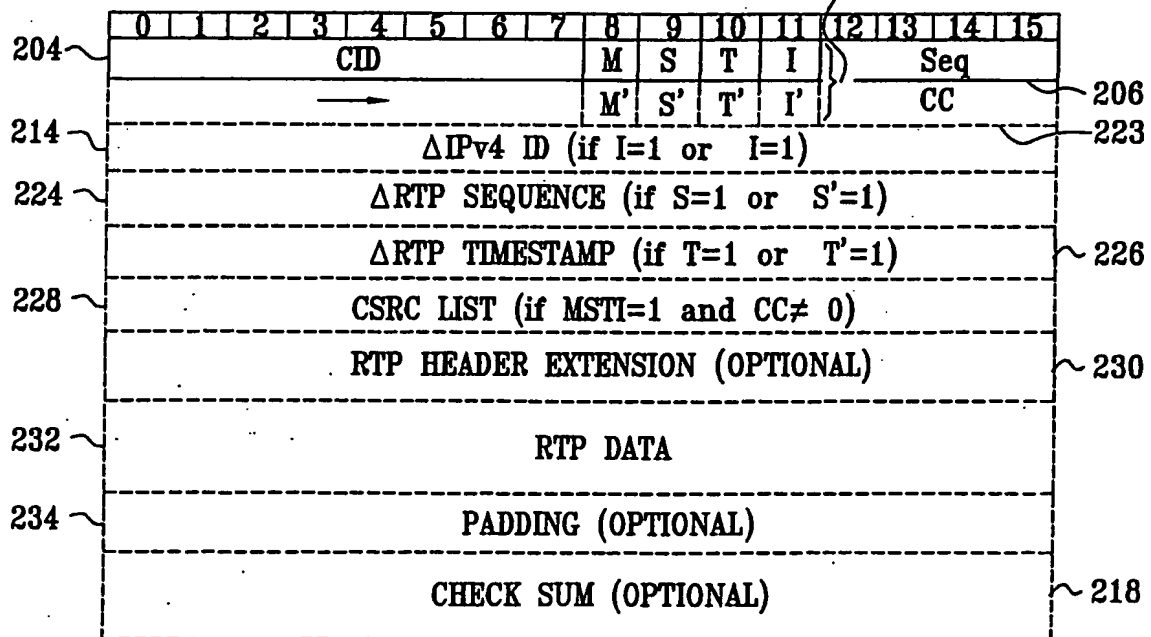 0 1 2 3 4 5 6 7 8 9 10 11 12 13 14 15
204 CID M S T I Seq
206
M' S' T' I' CC
223
214 ΔIPv4 ID (if I=1 or I=1)
224 ΔRTP SEQUENCE (if S=1 or S'=1)
ΔRTP TIMESTAMP (if T=1 or T'=1) 226
228 CSRC LIST (if MSTI=1 and CC≠ 0)
RTP HEADER EXTENSION (OPTIONAL) 230
232 RTP DATA
234 PADDING (OPTIONAL)
CHECK SUM (OPTIONAL) 218